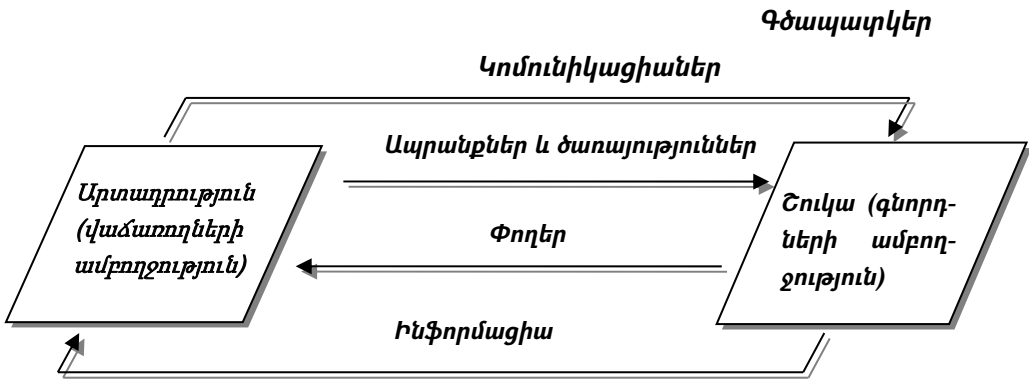 Գծապատկեր
Կոմունիկացիաներ
Ապրանքներ և ծառայություններ
Արտադրություն
(վաճառողների
ամբողջություն)
Շուկա (գնորդ-
ների ամբող-
ջություն)
Փողեր
Ինֆորմացիա